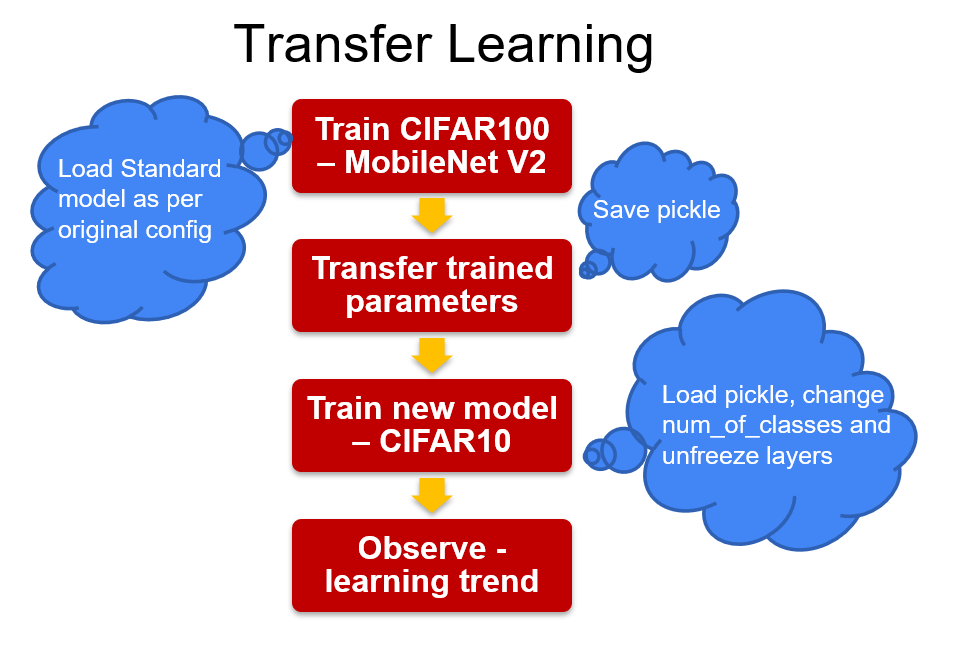 Transfer Learning
Train CIFAR100
– MobileNet V2
Load Standard
model as per
original config
Save pickle
Transfer trained
parameters
Train new model
– CIFAR10
Load pickle, change
num_of_classes and
unfreeze layers
Observe -
learning trend